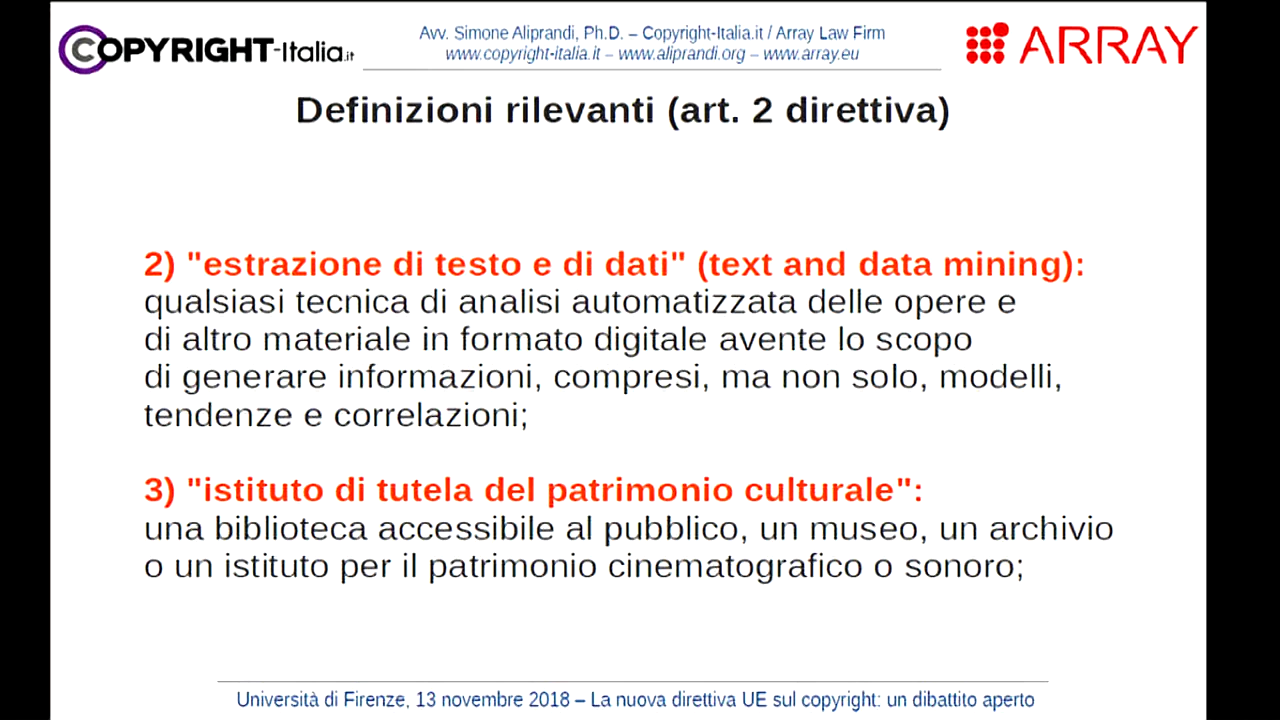 COPYRIGHT-Italia.it
Avv. Simone Aliprandi, Ph.D. – Copyright-Italia.it / Array Law Firm
www.copyright-italia.it – www.aliprandi.org – www.array.eu
ARRAY
Definizioni rilevanti (art. 2 direttiva)
2) "estrazione di testo e di dati" (text and data mining):
qualsiasi tecnica di analisi automatizzata delle opere e
di altro materiale in formato digitale avente lo scopo
di generare informazioni, compresi, ma non solo, modelli,
tendenze e correlazioni;
3) "istituto di tutela del patrimonio culturale":
una biblioteca accessibile al pubblico, un museo, un archivio
o un istituto per il patrimonio cinematografico o sonoro;
Università di Firenze, 13 novembre 2018 – La nuova direttiva UE sul copyright: un dibattito aperto